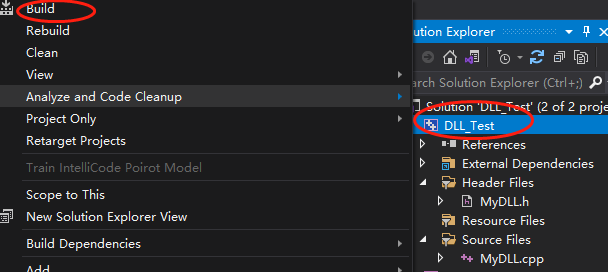 Build
Rebuild
Clean
View
Analyze and Code Cleanup
Project Only
Retarget Projects
Train IntelliCode Poirot Model
Scope to This
New Solution Explorer View
Build Dependencies
Add
ution Explorer
arch Solution Explorer (Ctrl+;)
Solution 'DLL_Test' (2 of 2 proje
DLL_Test
References
External Dependencies
Header Files
MyDLL.h
Resource Files
Source Files
MyDLL.cpp